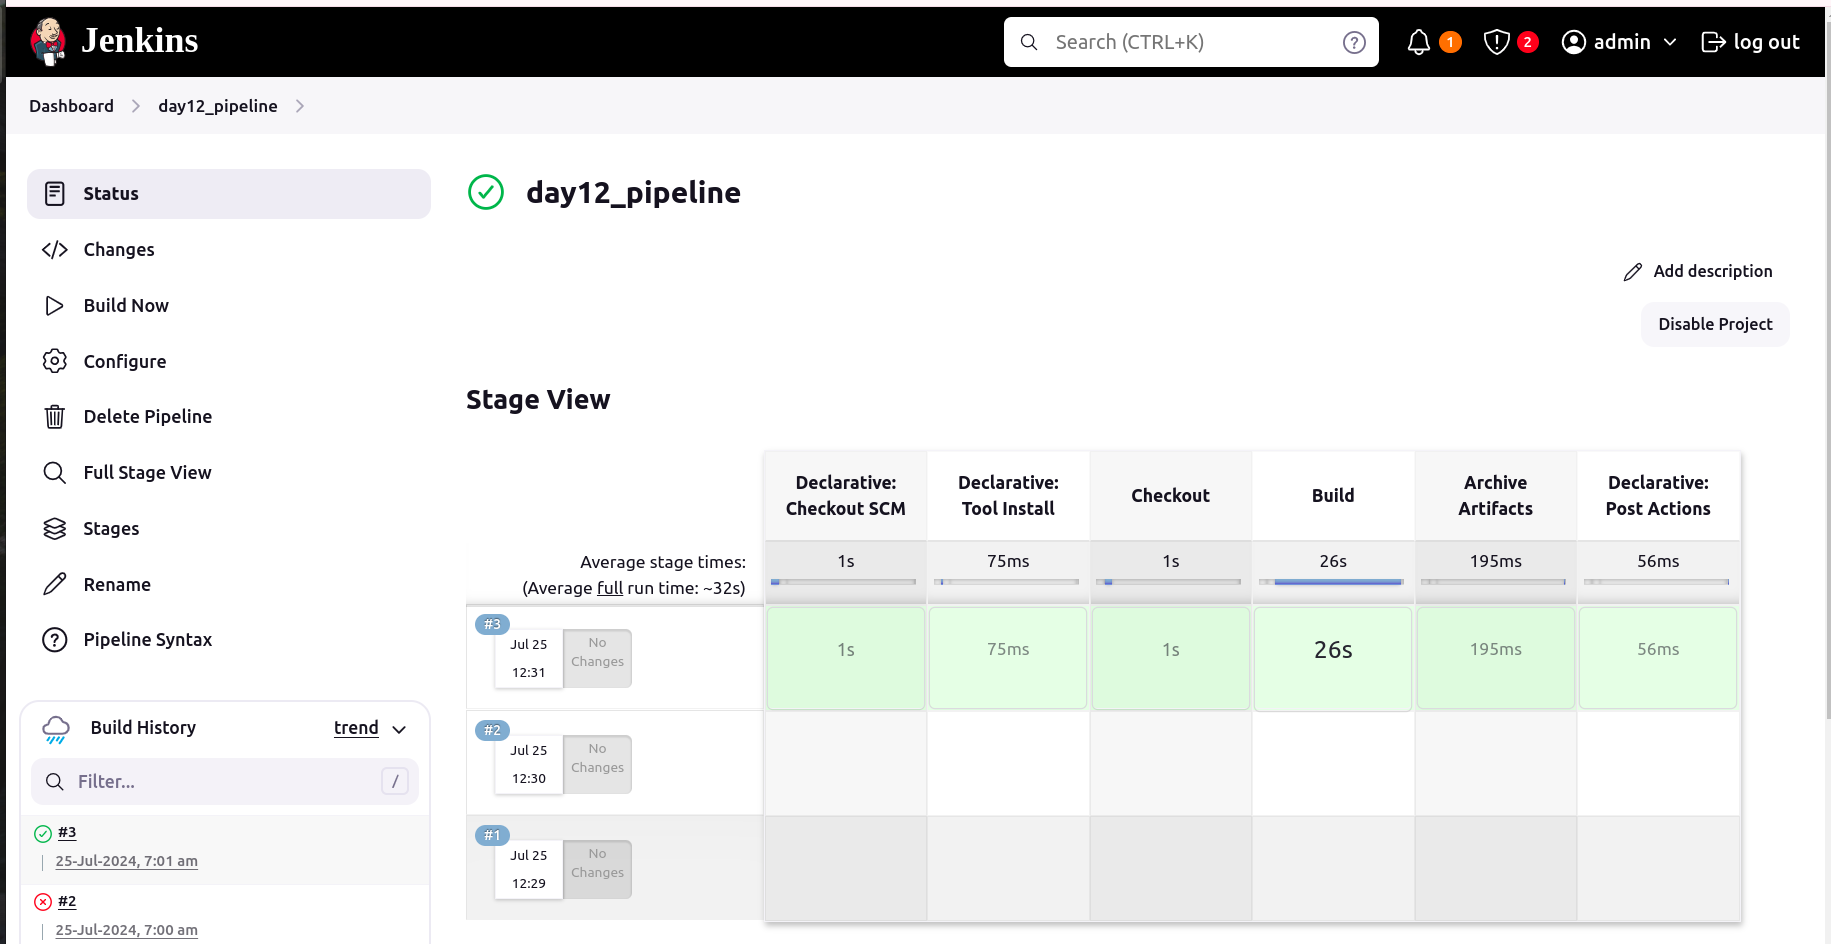 Jenkins
Search (CTRL+K)
?
1
2
admin
log out
Dashboard
day12_pipeline
Status
Changes
Build Now
Configure
Delete Pipeline
Full Stage View
Stages
Rename
Pipeline Syntax
Build History
trend
Filter...
/
#3
25-Jul-2024, 7:01 am
#2
25-Jul-2024, 7:00 am
day12_pipeline
Add description
Disable Project
Stage View
Declarative: Checkout SCM
Declarative: Tool Install
Checkout
Build
Archive Artifacts
Declarative: Post Actions
Average stage times:
(Average full run time: ~32s)
1s
75ms
1s
26s
195ms
56ms
#3
Jul 25
12:31
No Changes
1s
75ms
1s
26s
195ms
56ms
#2
Jul 25
12:30
No Changes
#1
Jul 25
12:29
No Changes